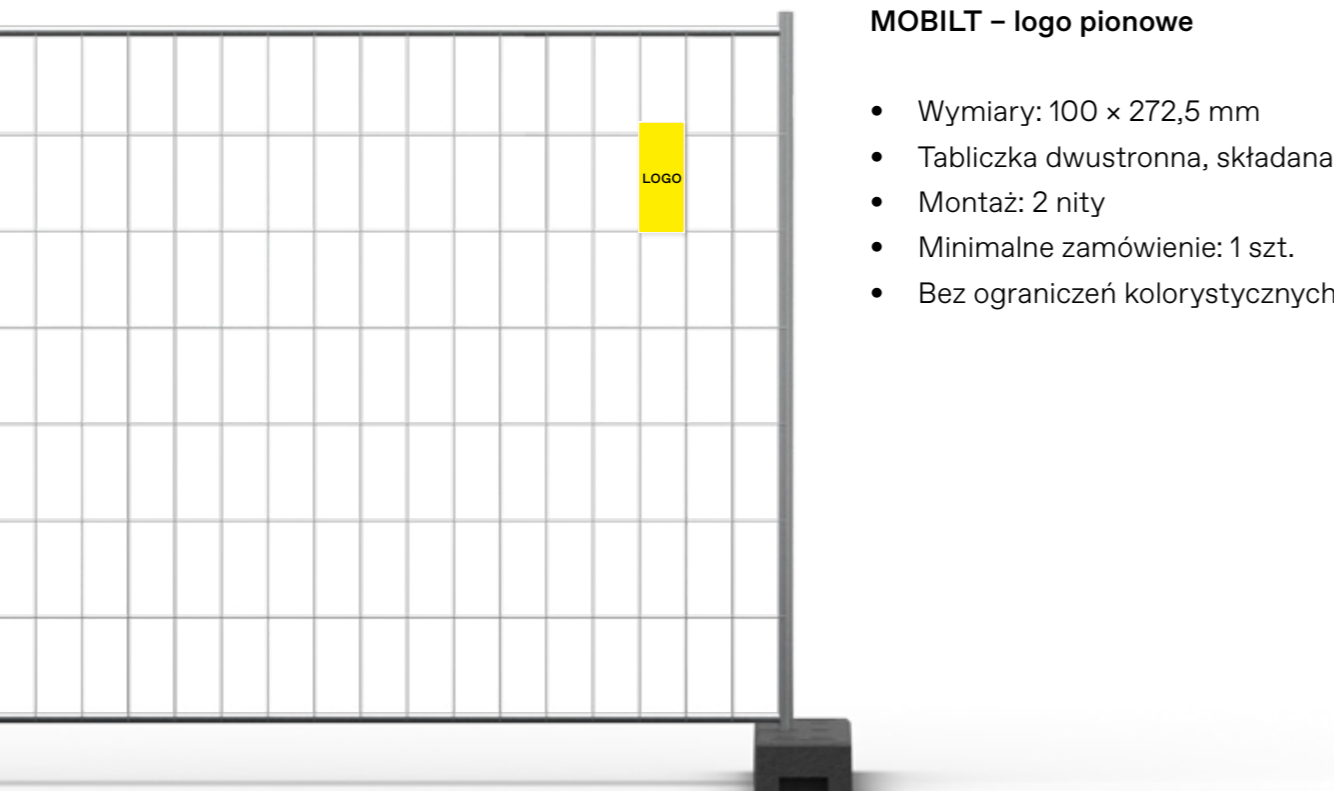 MOBILT – logo pionowe
• Wymiary: 100 × 272,5 mm
• Tabliczka dwustronna, składana
• Montaż: 2 nity
• Minimalne zamówienie: 1 szt.
• Bez ograniczeń kolorystycznych
LOGO